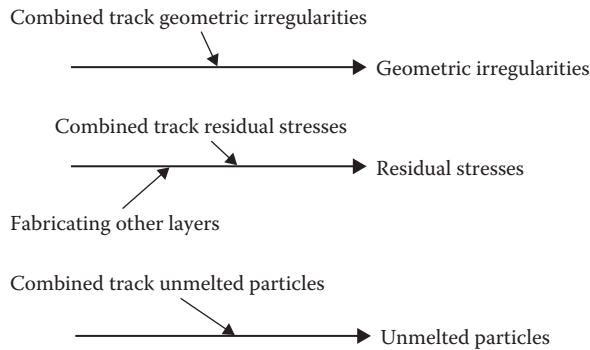 Combined track geometric irregularities
Geometric irregularities
Combined track residual stresses
Residual stresses
Fabricating other layers
Combined track unmelted particles
Unmelted particles